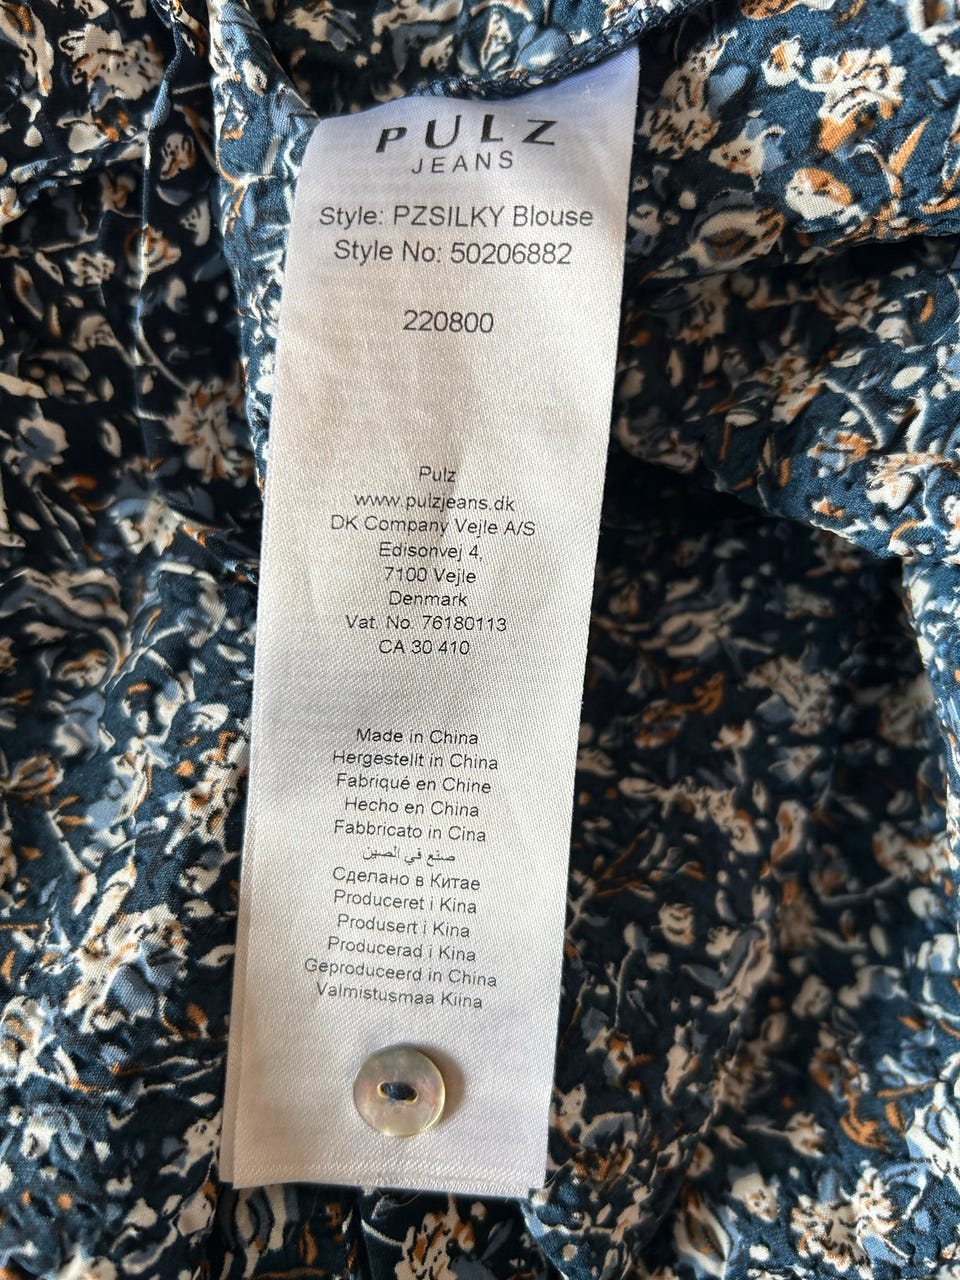 PULZ
JEANS
Style: PZSILKY Blouse
Style No: 50206882
220800
Pulz
www.pulzjeans.dk
DK Company Vejle A/S
Edisonvej 4,
7100 Vejle
Denmark
Vat. No. 76180113
CA 30 410
Made in China
Hergestellt in China
Fabriqué en Chine
Hecho en China
Fabbricato in Cina
صنع في الصين
Сделано в Китае
Produceret i Kina
Produsert i Kina
Producerad i Kina
Geproduceerd in China
Valmistusmaa Kiina